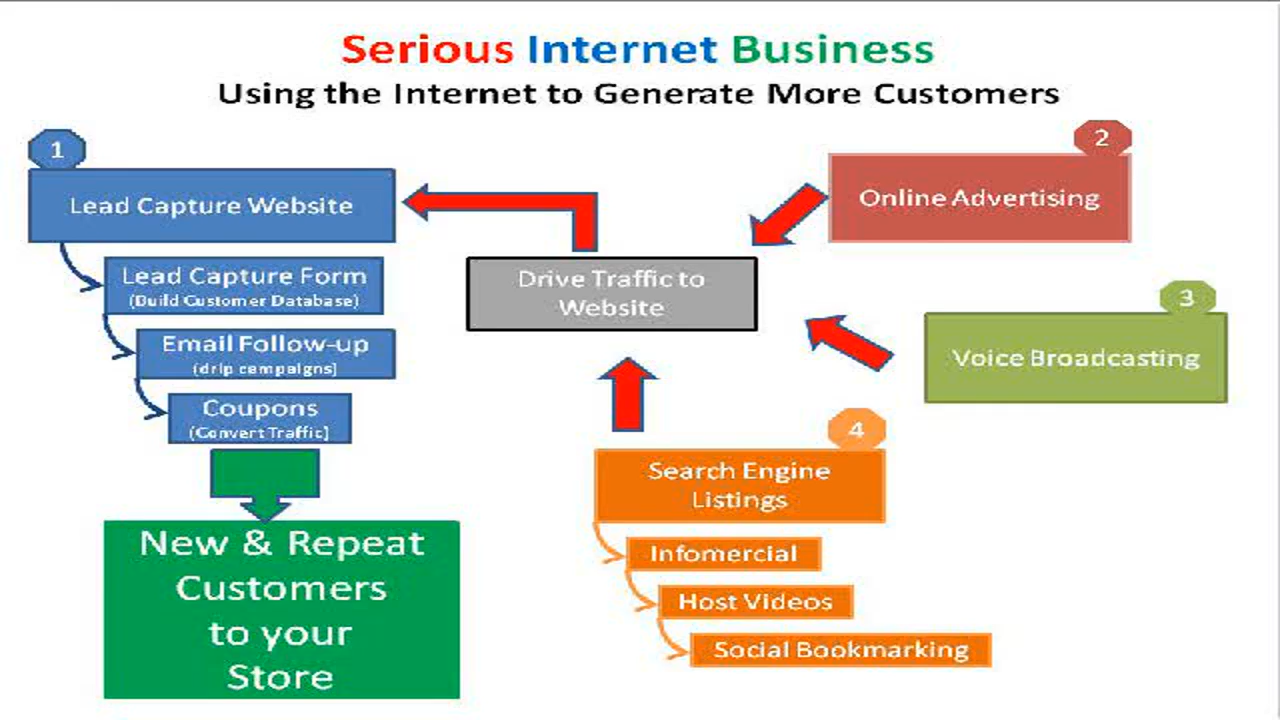 Serious Internet Business
Using the Internet to Generate More Customers
1
Lead Capture Website
Lead Capture Form
(Build Customer Database)
Email Follow-up
(drip campaigns)
Coupons
(Convert Traffic)
New & Repeat
Customers
to your
Store
Drive Traffic to
Website
2
Online Advertising
3
Voice Broadcasting
4
Search Engine
Listings
Infomercial
Host Videos
Social Bookmarking